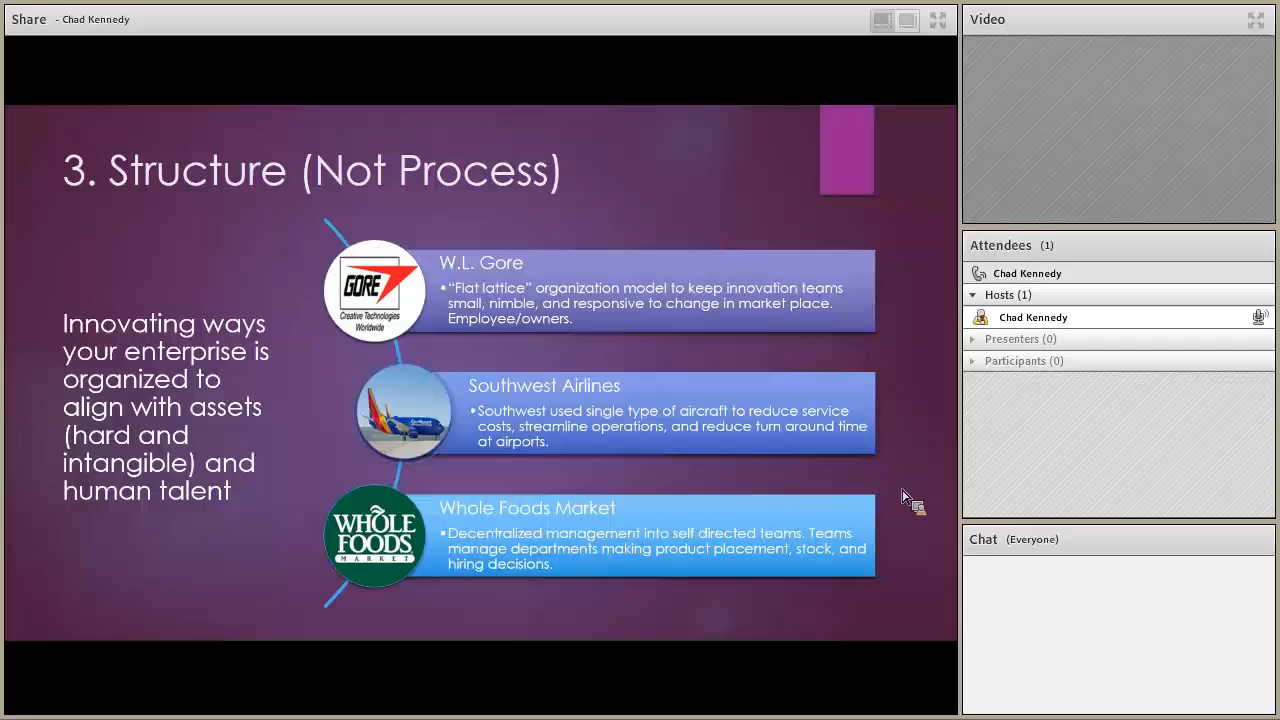 Share - Chad Kennedy
3. Structure (Not Process)
Innovating ways
your enterprise is
organized to
align with assets
(hard and
intangible) and
human talent
GORE
Creative Technologies
Worldwide
W.L. Gore
•“Flat lattice” organization model to keep innovation teams
small, nimble, and responsive to change in market place.
Employee/owners.
Southwest Airlines
•Southwest used single type of aircraft to reduce service
costs, streamline operations, and reduce turn around time
at airports.
WHOLE
FOODS
MARKET
Whole Foods Market
•Decentralized management into self directed teams. Teams
manage departments making product placement, stock, and
hiring decisions.
Video
Attendees (1)
Chad Kennedy
Hosts (1)
Chad Kennedy
Presenters (0)
Participants (0)
Chat (Everyone)